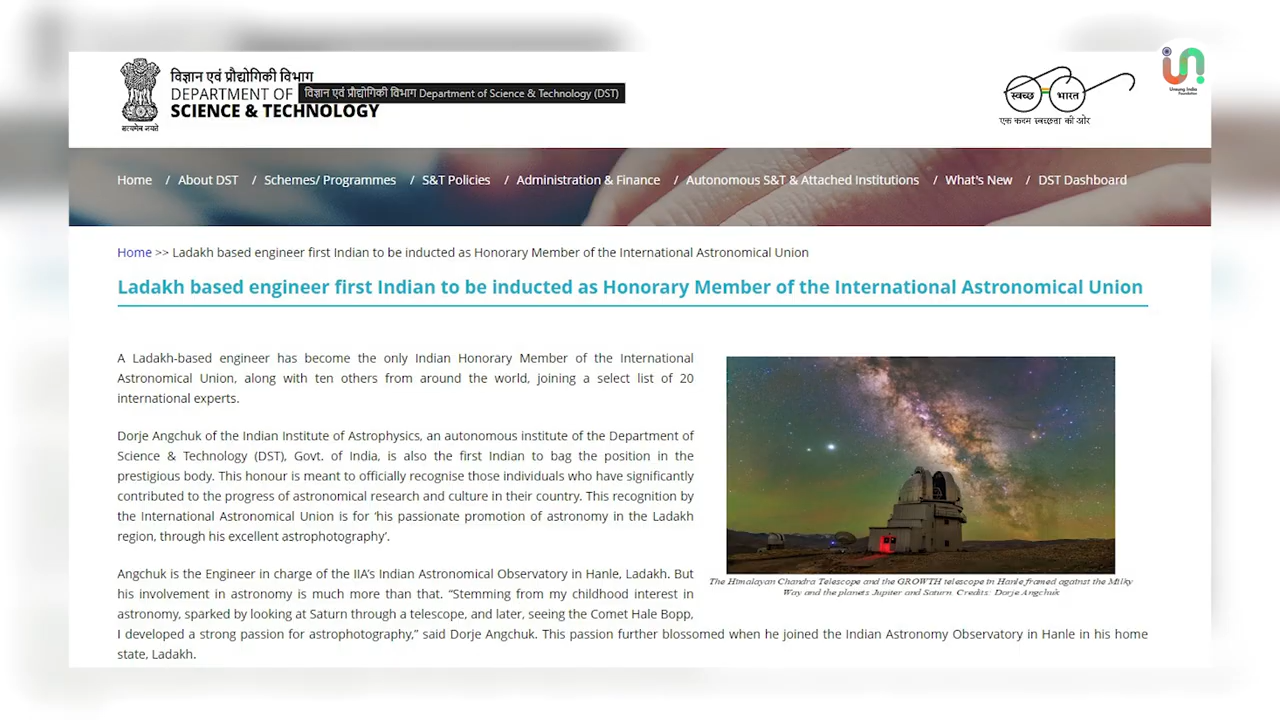 विज्ञान एवं प्रौद्योगिकी विभाग
DEPARTMENT OF
SCIENCE & TECHNOLOGY
सत्यमेव जयते
विज्ञान एवं प्रौद्योगिकी विभाग Department of Science & Technology (DST)
स्वच्छ भारत
एक कदम स्वच्छता की ओर
Unsung India
Foundation
Home / About DST / Schemes/ Programmes / S&T Policies / Administration & Finance / Autonomous S&T & Attached Institutions / What's New / DST Dashboard
Home >> Ladakh based engineer first Indian to be inducted as Honorary Member of the International Astronomical Union
Ladakh based engineer first Indian to be inducted as Honorary Member of the International Astronomical Union
A Ladakh-based engineer has become the only Indian Honorary Member of the International
Astronomical Union, along with ten others from around the world, joining a select list of 20
international experts.
Dorje Angchuk of the Indian Institute of Astrophysics, an autonomous institute of the Department of
Science & Technology (DST), Govt. of India, is also the first Indian to bag the position in the
prestigious body. This honour is meant to officially recognise those individuals who have significantly
contributed to the progress of astronomical research and culture in their country. This recognition by
the International Astronomical Union is for ‘his passionate promotion of astronomy in the Ladakh
region, through his excellent astrophotography’.
Angchuk is the Engineer in charge of the IIA’s Indian Astronomical Observatory in Hanle, Ladakh. But
his involvement in astronomy is much more than that. “Stemming from my childhood interest in
astronomy, sparked by looking at Saturn through a telescope, and later, seeing the Comet Hale Bopp,
I developed a strong passion for astrophotography,” said Dorje Angchuk. This passion further blossomed when he joined the Indian Astronomy Observatory in Hanle in his home
state, Ladakh.
The Himalayan Chandra Telescope and the GROWTH telescope in Hanle framed against the Milky
Way and the planets Jupiter and Saturn. Credits: Dorje Angchuk